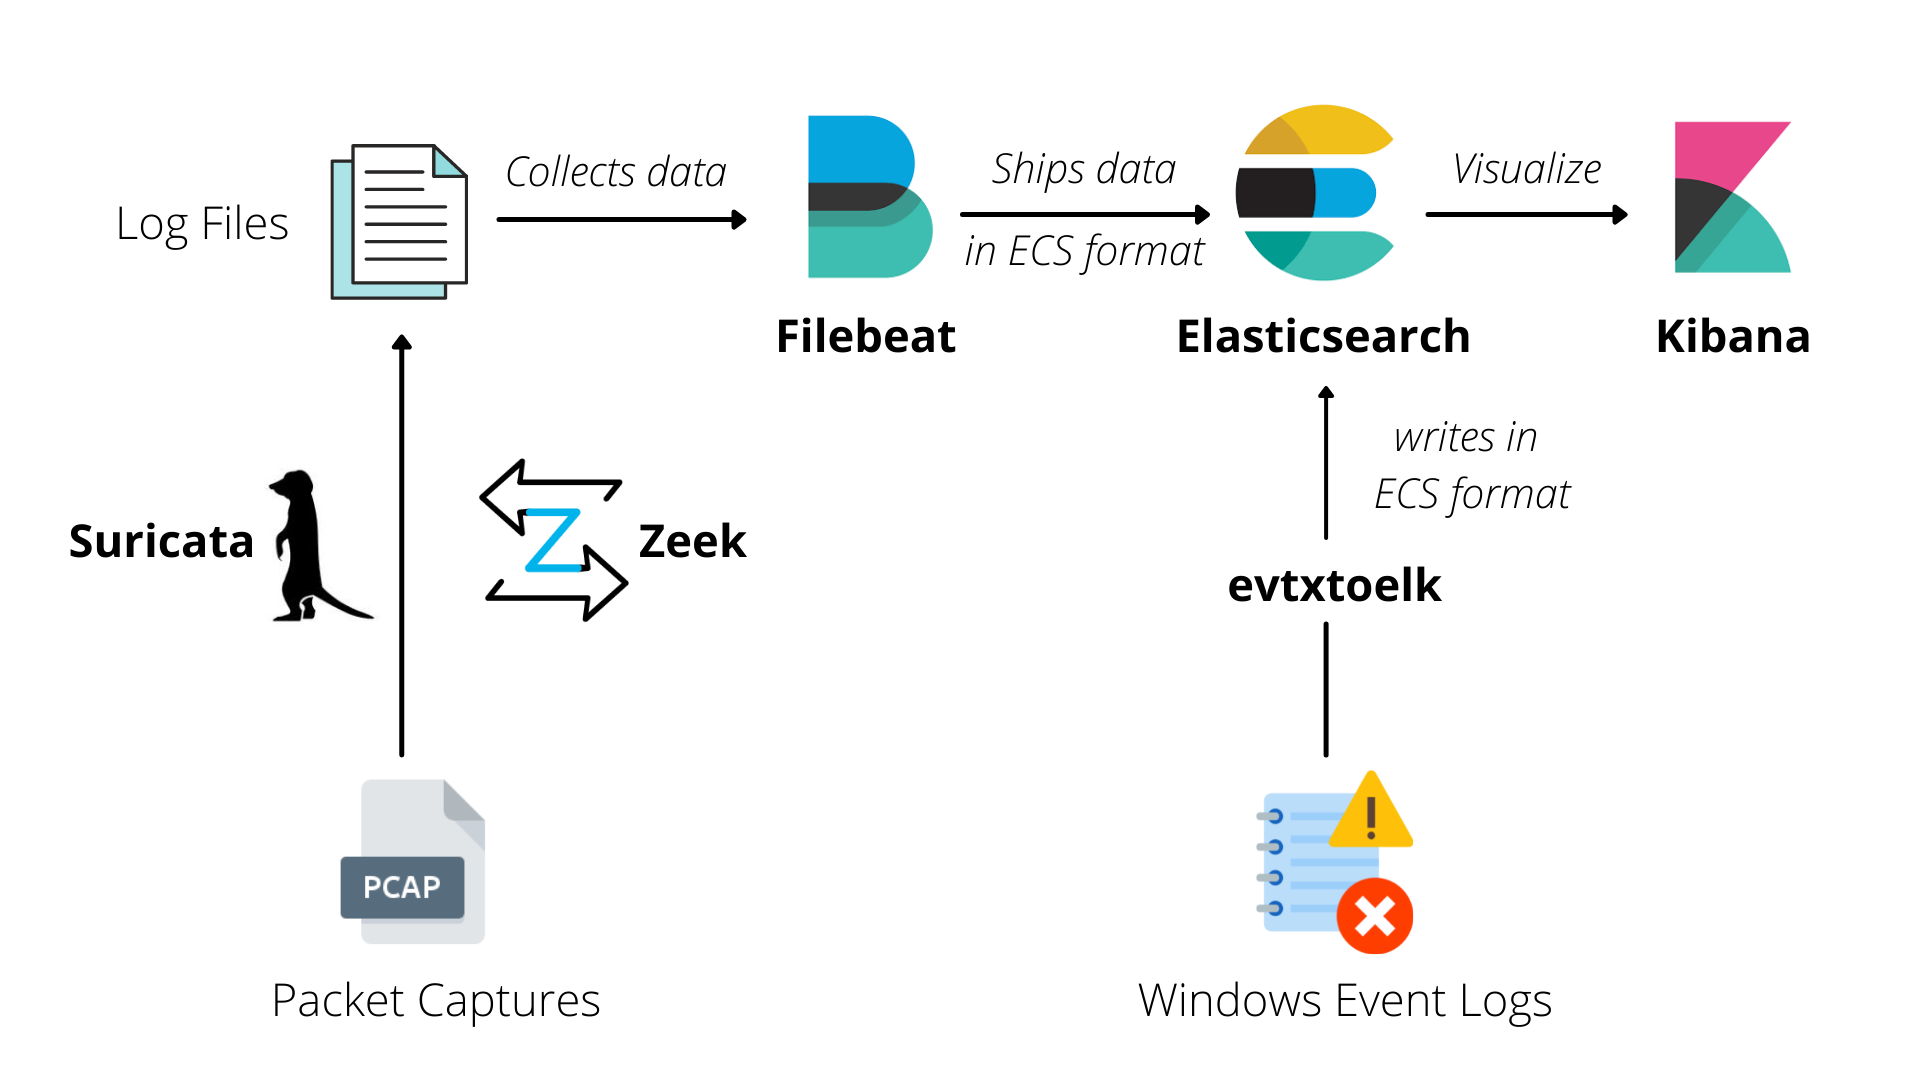 Log Files
Collects data
Ships data
in ECS format
Visualize
Filebeat
Elasticsearch
Kibana
writes in
ECS format
Suricata
Z
Zeek
evtxtoelk
PCAP
Packet Captures
Windows Event Logs